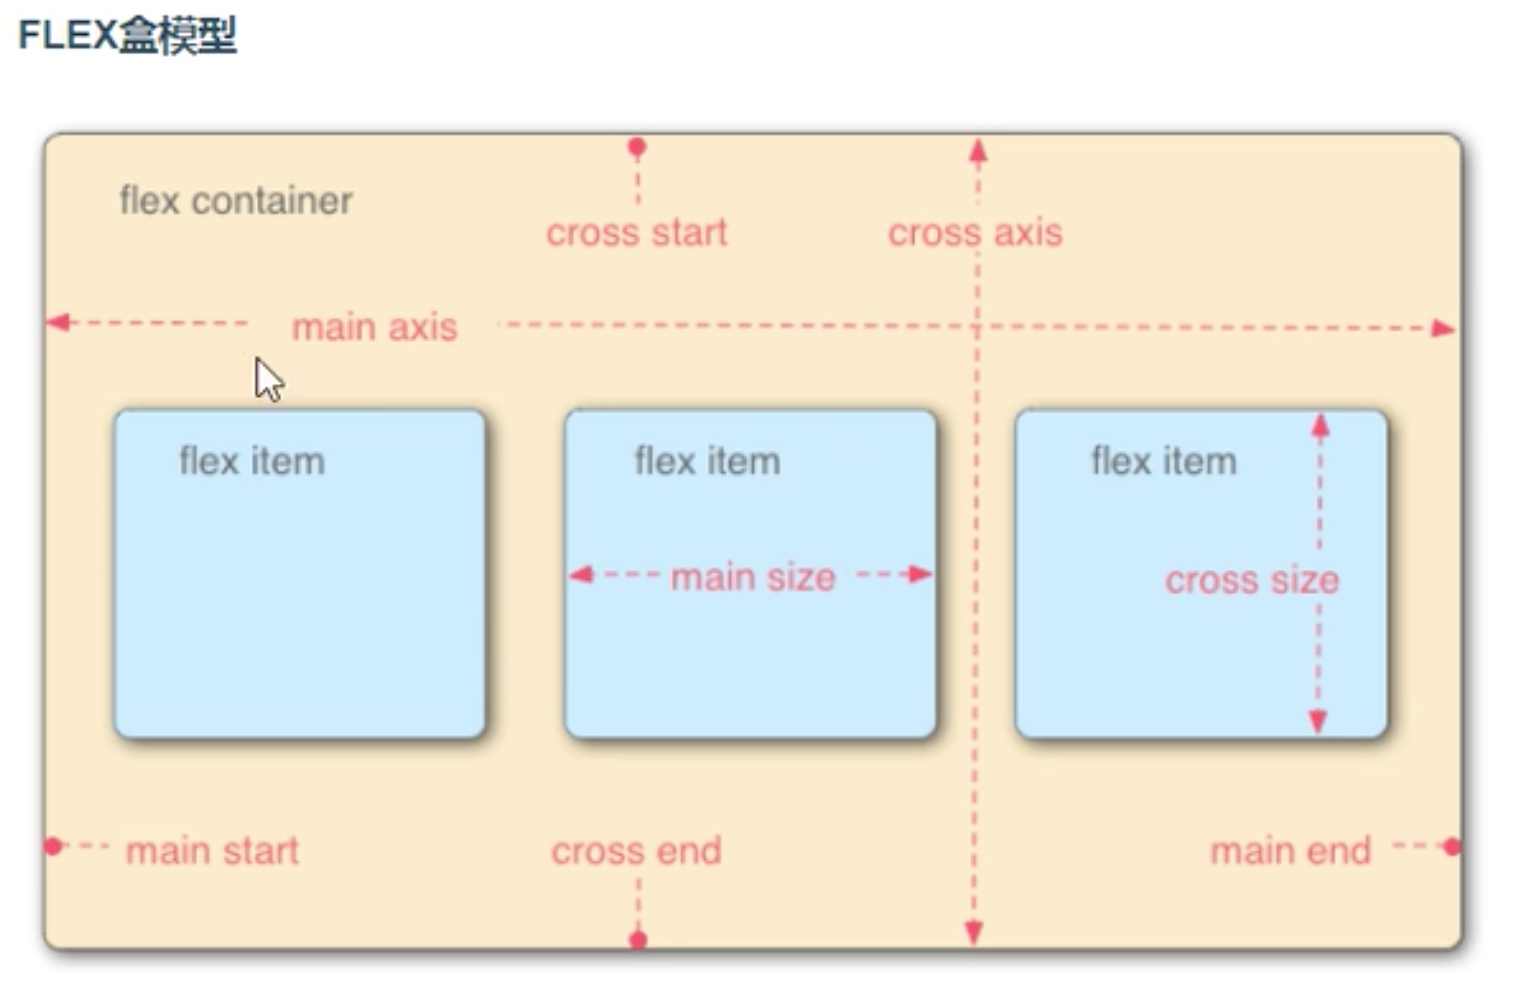 FLEX盒模型
flex container
cross start
cross axis
main axis
flex item
flex item
flex item
main size
cross size
main start
cross end
main end